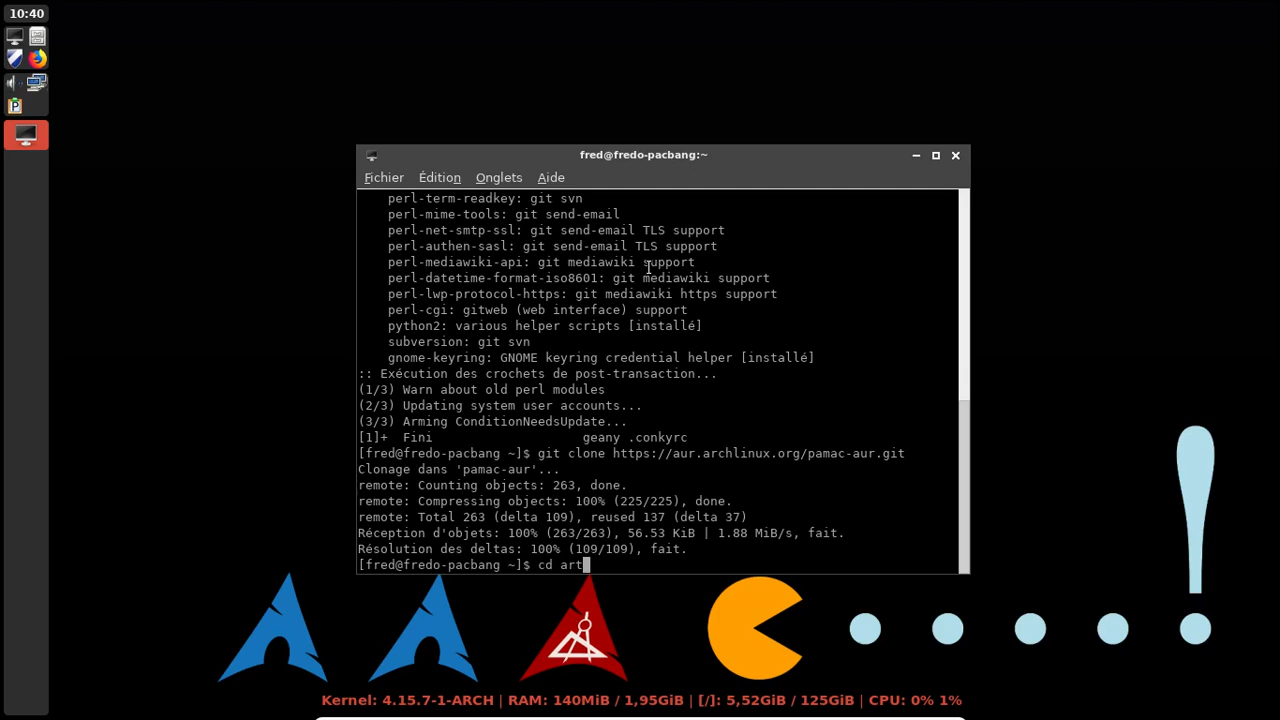 10:40
fred@fredo-pacbang:~
Fichier Édition Onglets Aide
perl-term-readkey: git svn
perl-mime-tools: git send-email
perl-net-smtp-ssl: git send-email TLS support
perl-authen-sasl: git send-email TLS support
perl-mediawiki-api: git mediawiki support
perl-datetime-format-iso8601: git mediawiki support
perl-lwp-protocol-https: git mediawiki https support
perl-cgi: gitweb (web interface) support
python2: various helper scripts [installé]
subversion: git svn
gnome-keyring: GNOME keyring credential helper [installé]
:: Exécution des crochets de post-transaction...
(1/3) Warn about old perl modules
(2/3) Updating system user accounts...
(3/3) Arming ConditionNeedsUpdate...
[1]+  Fini                    geany .conkyrc
[fred@fredo-pacbang ~]$ git clone https://aur.archlinux.org/pamac-aur.git
Clonage dans 'pamac-aur'...
remote: Counting objects: 263, done.
remote: Compressing objects: 100% (225/225), done.
remote: Total 263 (delta 109), reused 137 (delta 37)
Réception d'objets: 100% (263/263), 56.53 KiB | 1.88 MiB/s, fait.
Résolution des deltas: 100% (109/109), fait.
[fred@fredo-pacbang ~]$ cd art
Kernel: 4.15.7-1-ARCH | RAM: 140MiB / 1,95GiB | [/]: 5,52GiB / 125GiB | CPU: 0% 1%